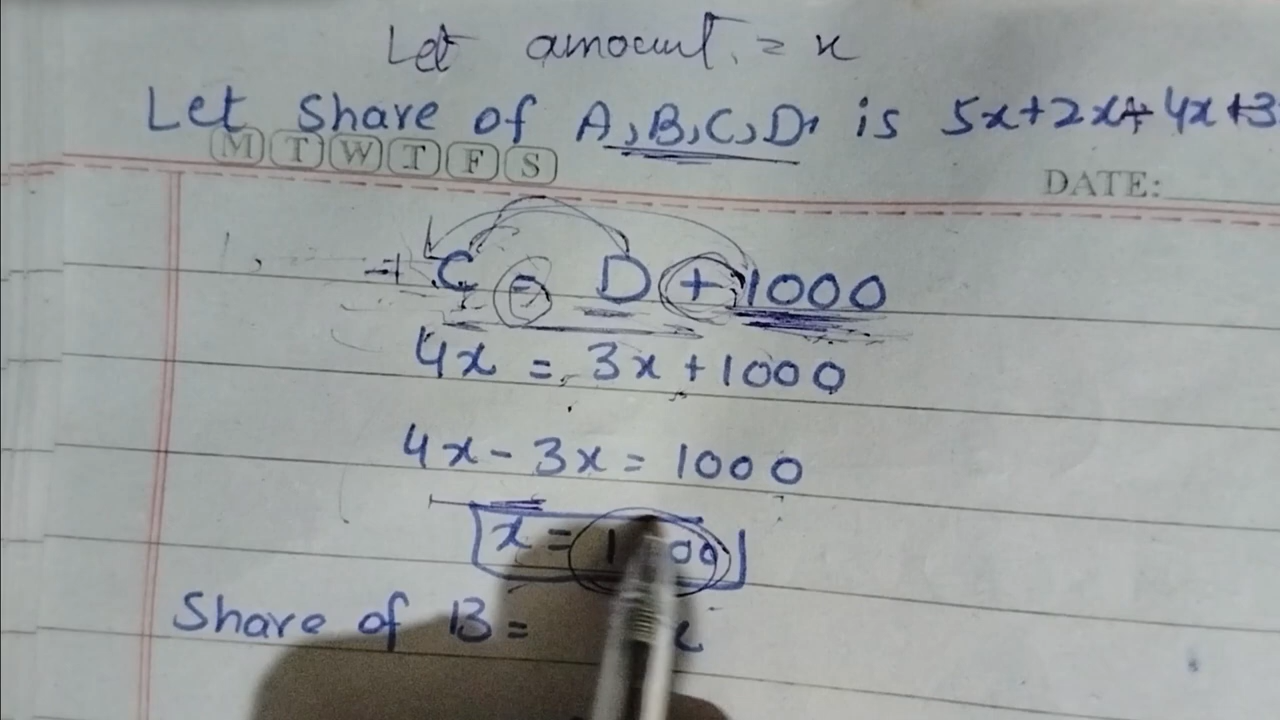 Let amount = x
Let Share of A,B,C,D, is 5x+2x+4x+3
M T W T F S
DATE:
C = D + 1000
4x = 3x + 1000
4x - 3x = 1000
x =
Share of B =